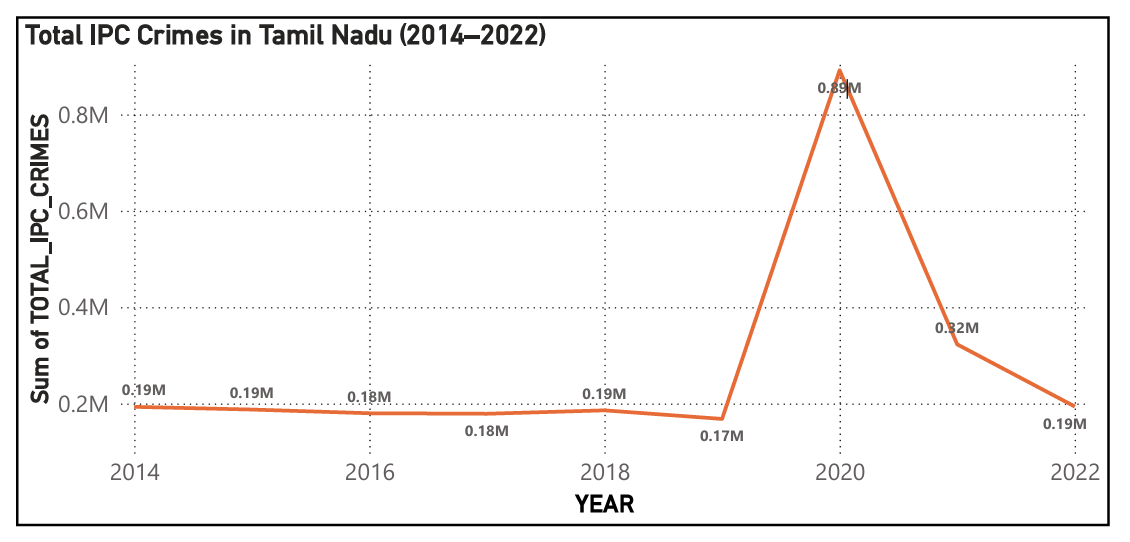 Total IPC Crimes in Tamil Nadu (2014–2022)
Sum of TOTAL_IPC_CRIMES
0.8M
0.6M
0.4M
0.2M
0.19M
0.19M
0.18M
0.18M
0.19M
0.17M
0.89M
0.32M
0.19M
2014 2016 2018 2020 2022
YEAR